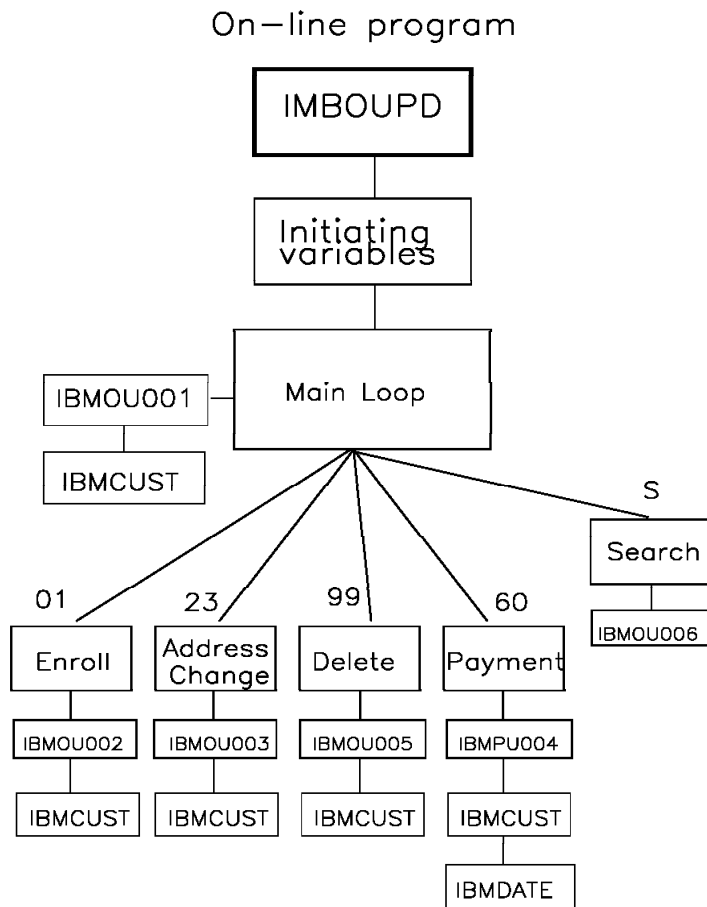 On-line program
IMBOUPD
Initiating
variables
Main Loop
IBMOU001
IBMCUST
S
Search
IBMOU006
01
23
99
60
Enroll
Address
Change
Delete
Payment
IBMOU002
IBMOU003
IBMOU005
IBMPU004
IBMCUST
IBMCUST
IBMCUST
IBMCUST
IBMDATE